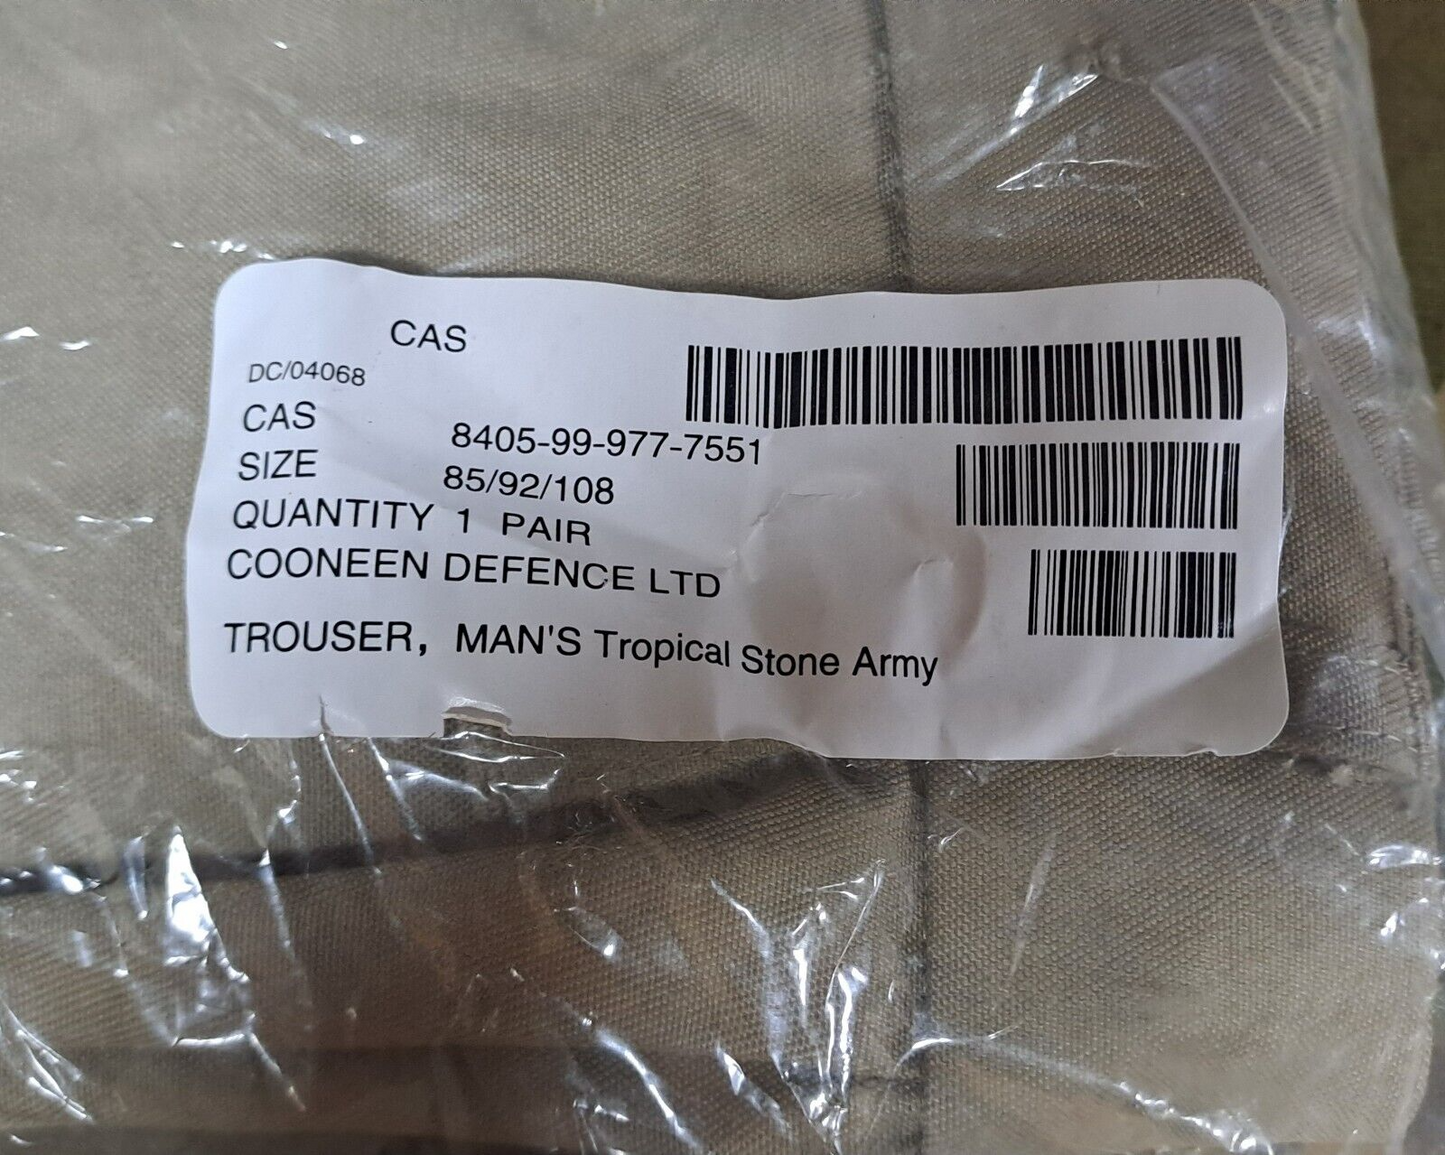 CAS
DC/04068
CAS 8405-99-977-7551
SIZE 85/92/108
QUANTITY 1 PAIR
COONEEN DEFENCE LTD
TROUSER, MAN'S Tropical Stone Army